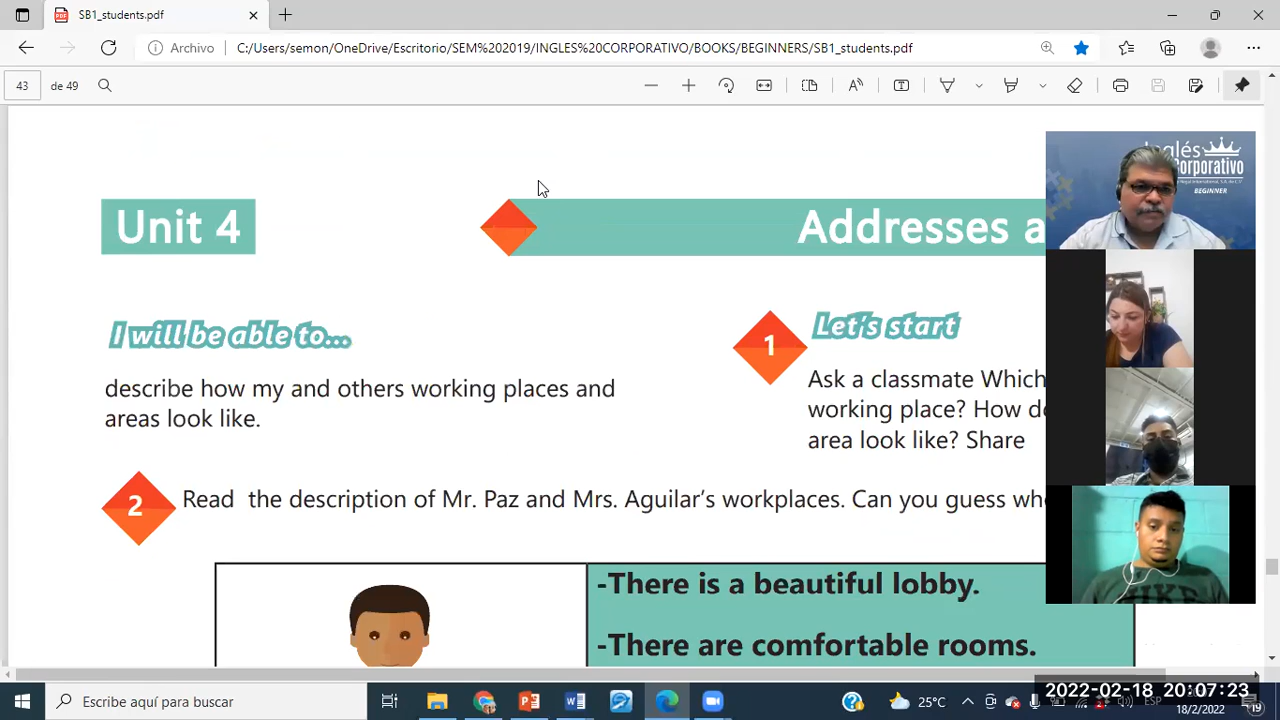 SB1_students.pdf
Archivo
C:/Users/semon/OneDrive/Escritorio/SEM%202019/INGLES%20CORPORATIVO/BOOKS/BEGINNERS/SB1_students.pdf
43 de 49
Unit 4
Addresses a
I will be able to...
describe how my and others working places and
areas look like.
1
Let's start
Ask a classmate Which
working place? How do
area look like? Share
2
Read the description of Mr. Paz and Mrs. Aguilar's workplaces. Can you guess whe
-There is a beautiful lobby.
-There are comfortable rooms.
Inglés
Corporativo
BEGINNER
NIKE
Escribe aquí para buscar
25°C
ESP
2022-02-18 20:07:23
18/2/2022
19